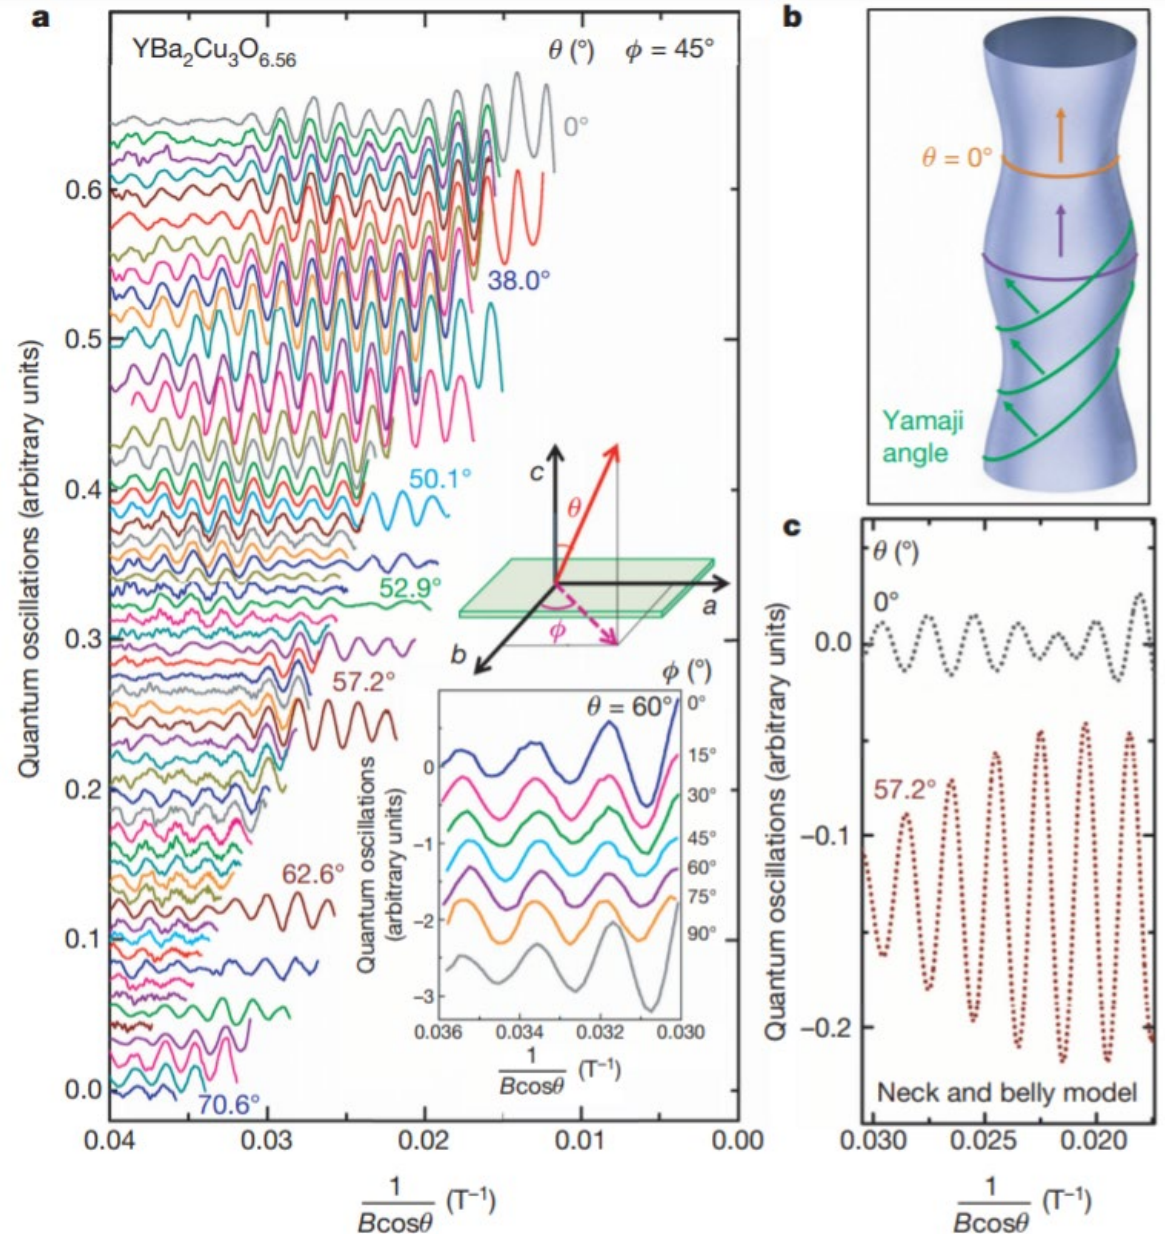 a
YBa₂Cu₃O₆.₅₆
θ (°) ϕ = 45°
0°
38.0°
50.1°
52.9°
57.2°
62.6°
70.6°
Quantum oscillations (arbitrary units)
0.6
0.5
0.4
0.3
0.2
0.1
0.0
0.04 0.03 0.02 0.01 0.00
1
Bcosθ (T⁻¹)
c
θ
a
ϕ
b
ϕ (°)
θ = 60°
0°
15°
30°
45°
60°
75°
90°
Quantum oscillations
(arbitrary units)
0
−1
−2
−3
0.036 0.034 0.032 0.030
1
Bcosθ (T⁻¹)
b
θ = 0°
Yamaji
angle
c
θ (°)
0°
57.2°
Quantum oscillations (arbitrary units)
0.0
−0.1
−0.2
Neck and belly model
0.030 0.025 0.020
1
Bcosθ (T⁻¹)